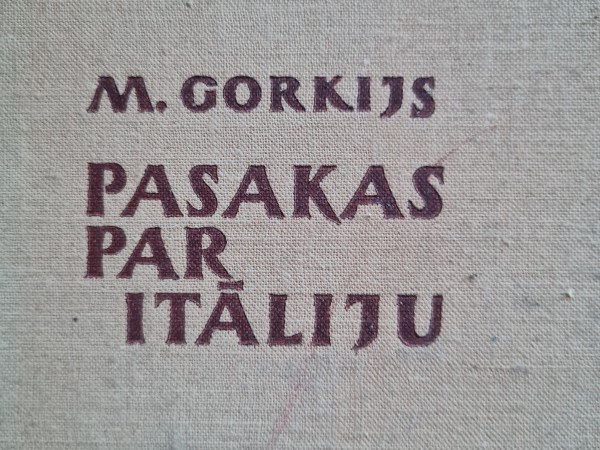 M. GORKIJS
PASAKAS
PAR
ITĀLIJU